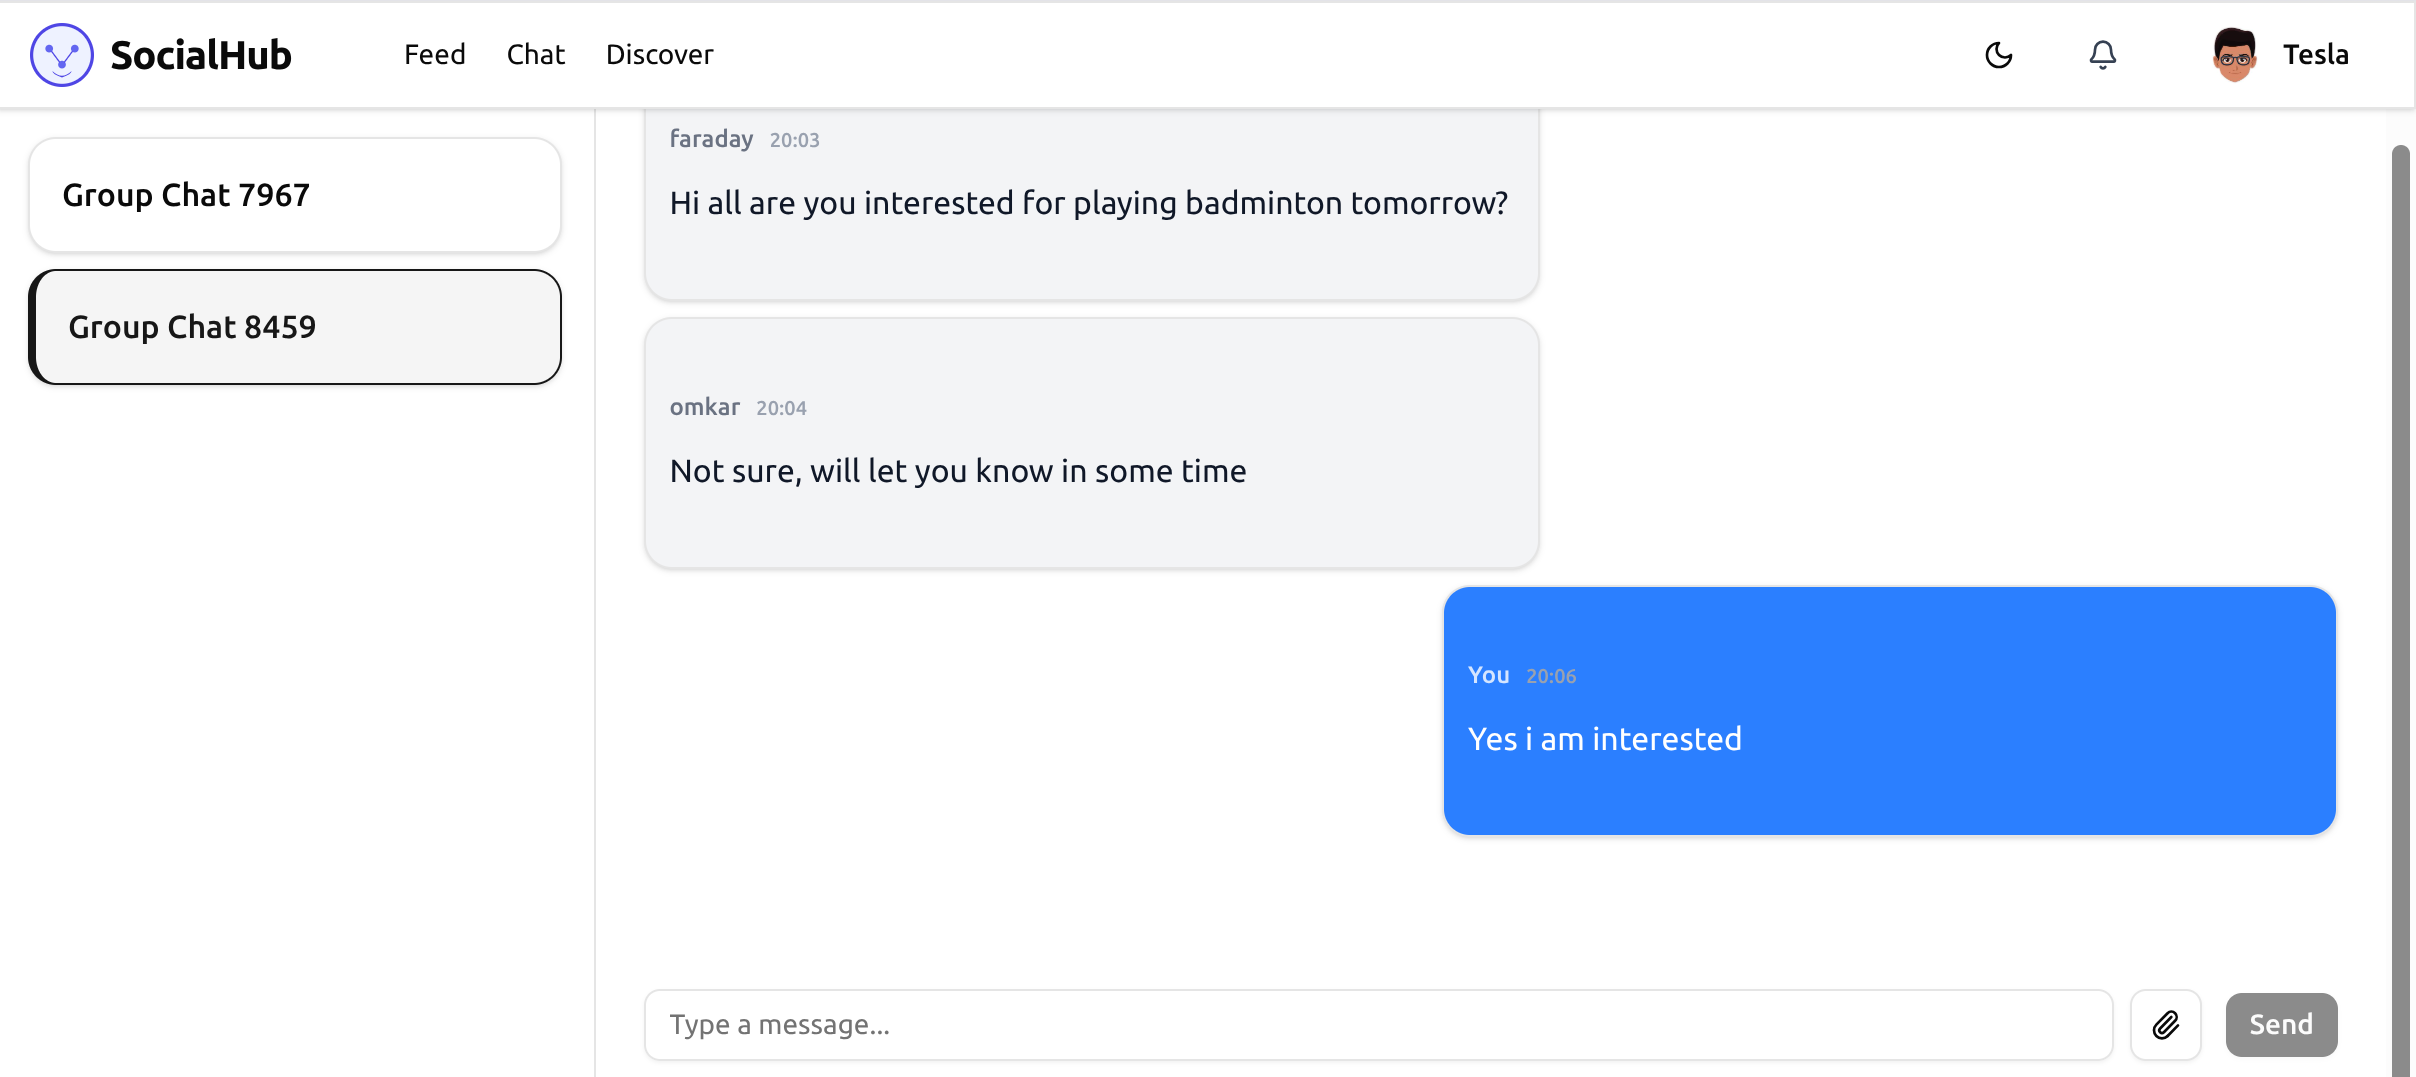 SocialHub Feed Chat Discover Tesla
Group Chat 7967
Group Chat 8459
faraday 20:03
Hi all are you interested for playing badminton tomorrow?
omkar 20:04
Not sure, will let you know in some time
You 20:06
Yes i am interested
Type a message... Send